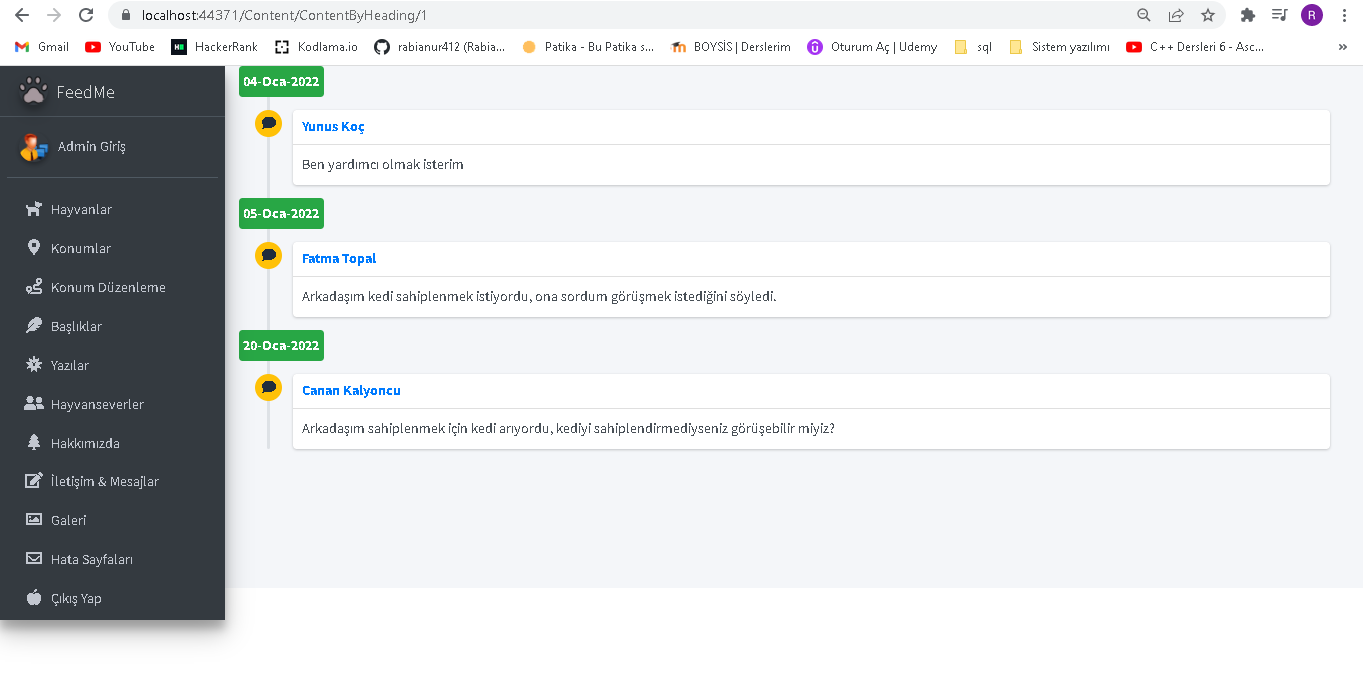 localhost:44371/Content/ContentByHeading/1
R
Gmail YouTube HackerRank Kodlama.io rabianur412 (Rabia... Patika - Bu Patika s... BOYSİS | Derslerim Oturum Aç | Udemy sql Sistem yazılımı C++ Dersleri 6 - Asc... »
FeedMe
Admin Giriş
Hayvanlar
Konumlar
Konum Düzenleme
Başlıklar
Yazılar
Hayvanseverler
Hakkımızda
İletişim & Mesajlar
Galeri
Hata Sayfaları
Çıkış Yap
04-Oca-2022
Yunus Koç
Ben yardımcı olmak isterim
05-Oca-2022
Fatma Topal
Arkadaşım kedi sahiplenmek istiyordu, ona sordum görüşmek istediğini söyledi.
20-Oca-2022
Canan Kalyoncu
Arkadaşım sahiplenmek için kedi arıyordu, kediyi sahiplendirmediyseniz görüşebilir miyiz?